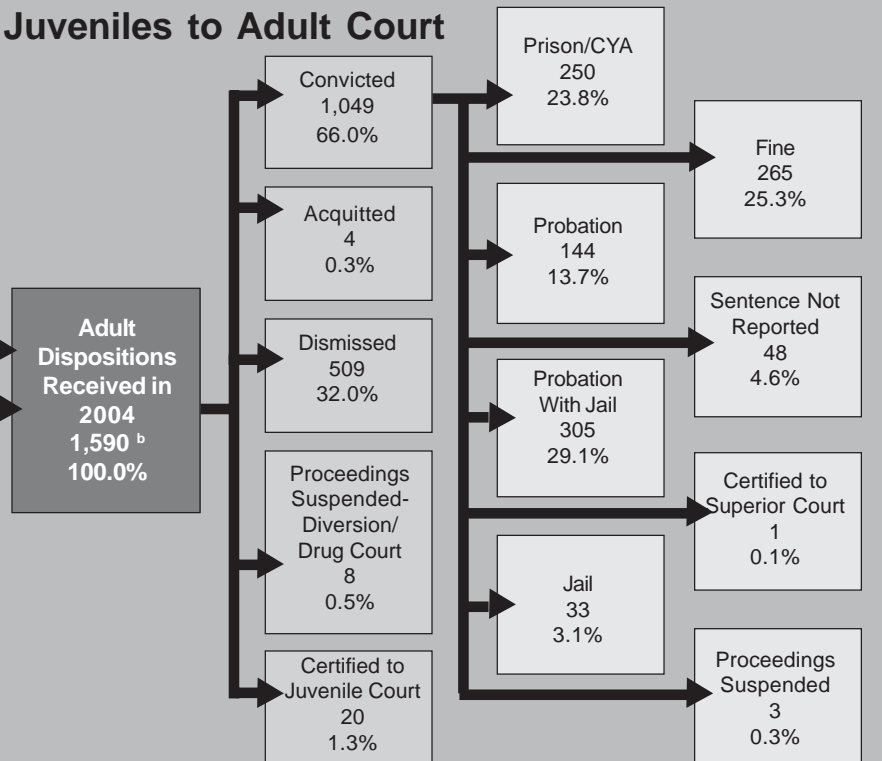 Juveniles to Adult Court
Adult
Dispositions
Received in
2004
1,590 ᵇ
100.0%
Convicted
1,049
66.0%
Acquitted
4
0.3%
Dismissed
509
32.0%
Proceedings
Suspended-
Diversion/
Drug Court
8
0.5%
Certified to
Juvenile Court
20
1.3%
Prison/CYA
250
23.8%
Probation
144
13.7%
Probation
With Jail
305
29.1%
Jail
33
3.1%
Fine
265
25.3%
Sentence Not
Reported
48
4.6%
Certified to
Superior Court
1
0.1%
Proceedings
Suspended
3
0.3%